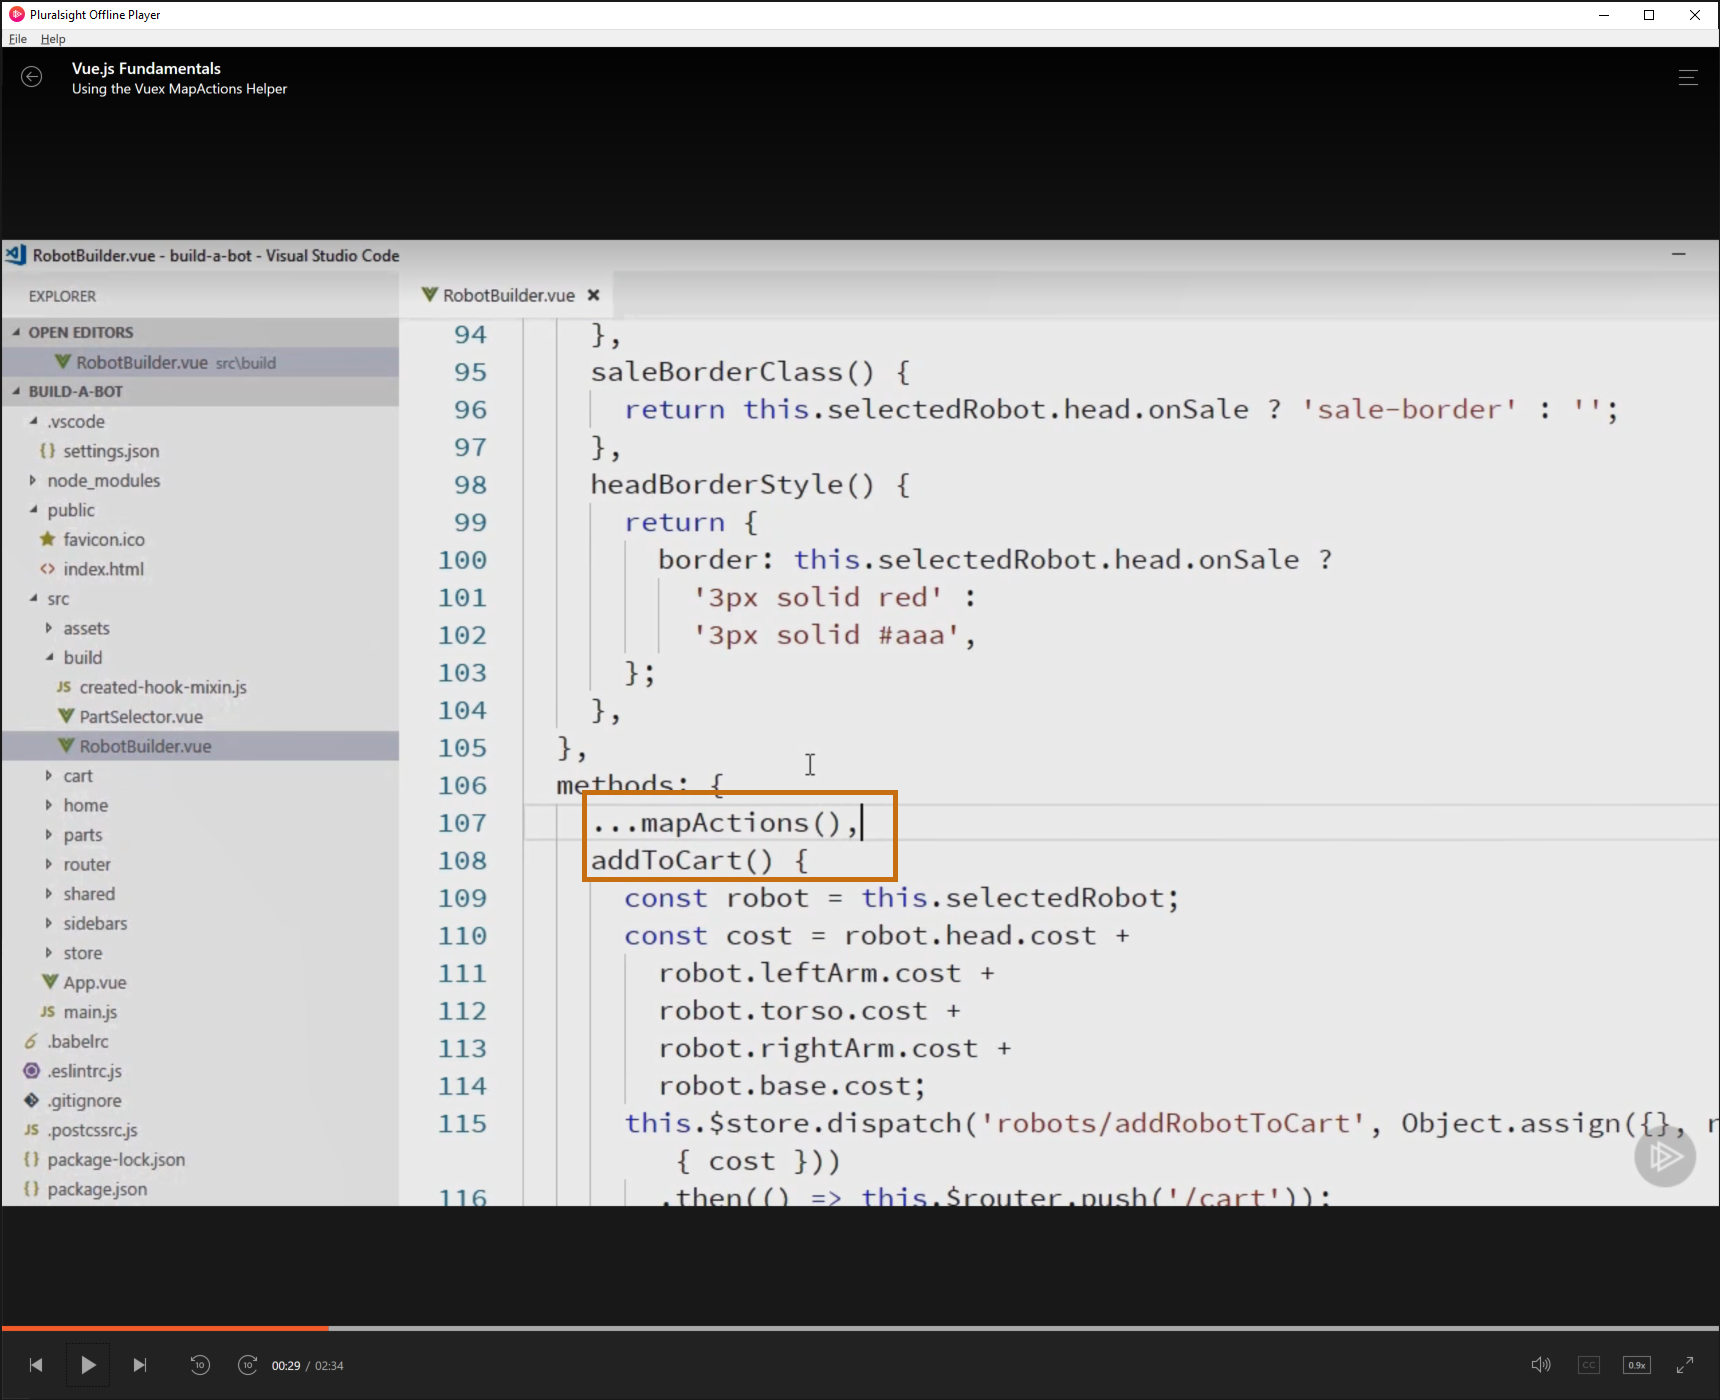 Pluralsight Offline Player
File Help
Vue.js Fundamentals
Using the Vuex MapActions Helper
RobotBuilder.vue - build-a-bot - Visual Studio Code
EXPLORER
OPEN EDITORS
RobotBuilder.vue src\build
BUILD-A-BOT
.vscode
{} settings.json
node_modules
public
favicon.ico
<> index.html
src
assets
build
JS created-hook-mixin.js
PartSelector.vue
RobotBuilder.vue
cart
home
parts
router
shared
sidebars
store
App.vue
JS main.js
.babelrc
.eslintrc.js
.gitignore
JS .postcssrc.js
{} package-lock.json
{} package.json
RobotBuilder.vue
94 },
95 saleBorderClass() {
96 return this.selectedRobot.head.onSale ? 'sale-border' : '';
97 },
98 headBorderStyle() {
99 return {
100 border: this.selectedRobot.head.onSale ?
101 '3px solid red' :
102 '3px solid #aaa',
103 };
104 },
105 },
106 methods: {
107 ...mapActions(),
108 addToCart() {
109 const robot = this.selectedRobot;
110 const cost = robot.head.cost +
111 robot.leftArm.cost +
112 robot.torso.cost +
113 robot.rightArm.cost +
114 robot.base.cost;
115 this.$store.dispatch('robots/addRobotToCart', Object.assign({},
{ cost }))
116 .then(() => this.$router.push('/cart'));
10
10
00:29 / 02:34
CC
0.9x